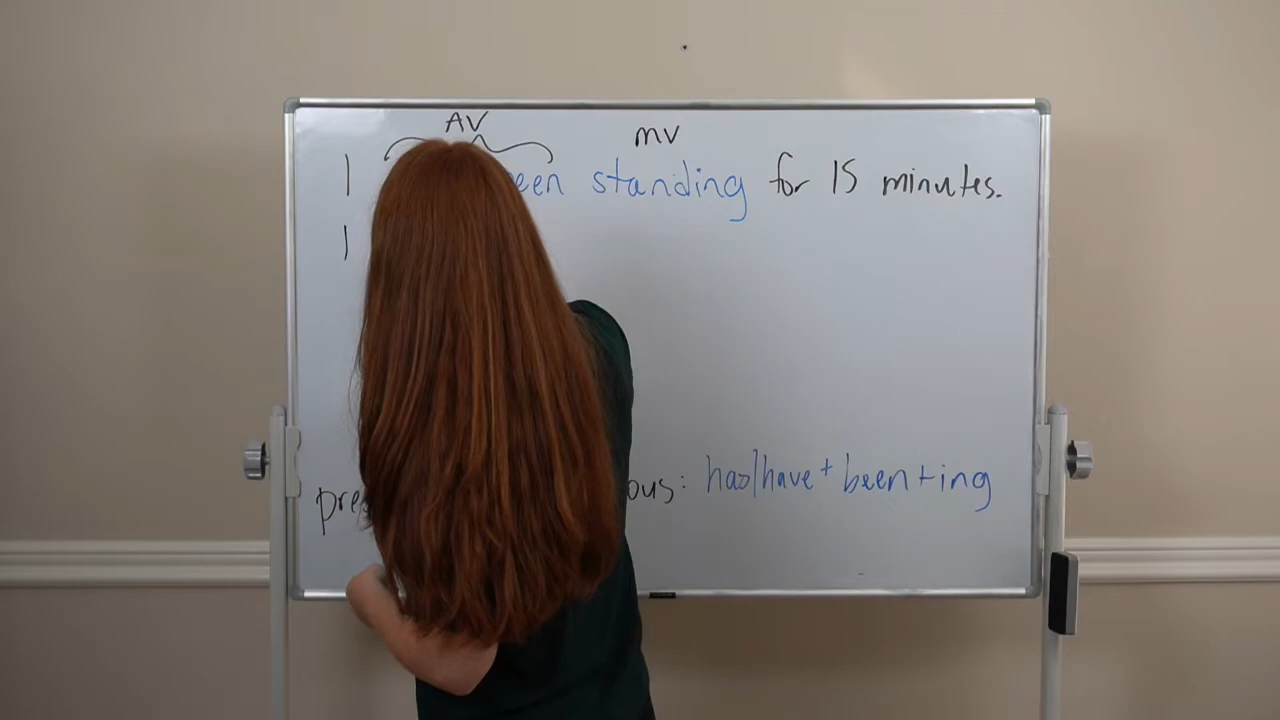 AV mv
I een standing for 15 minutes.
I
pre ous: has/have + been + ing